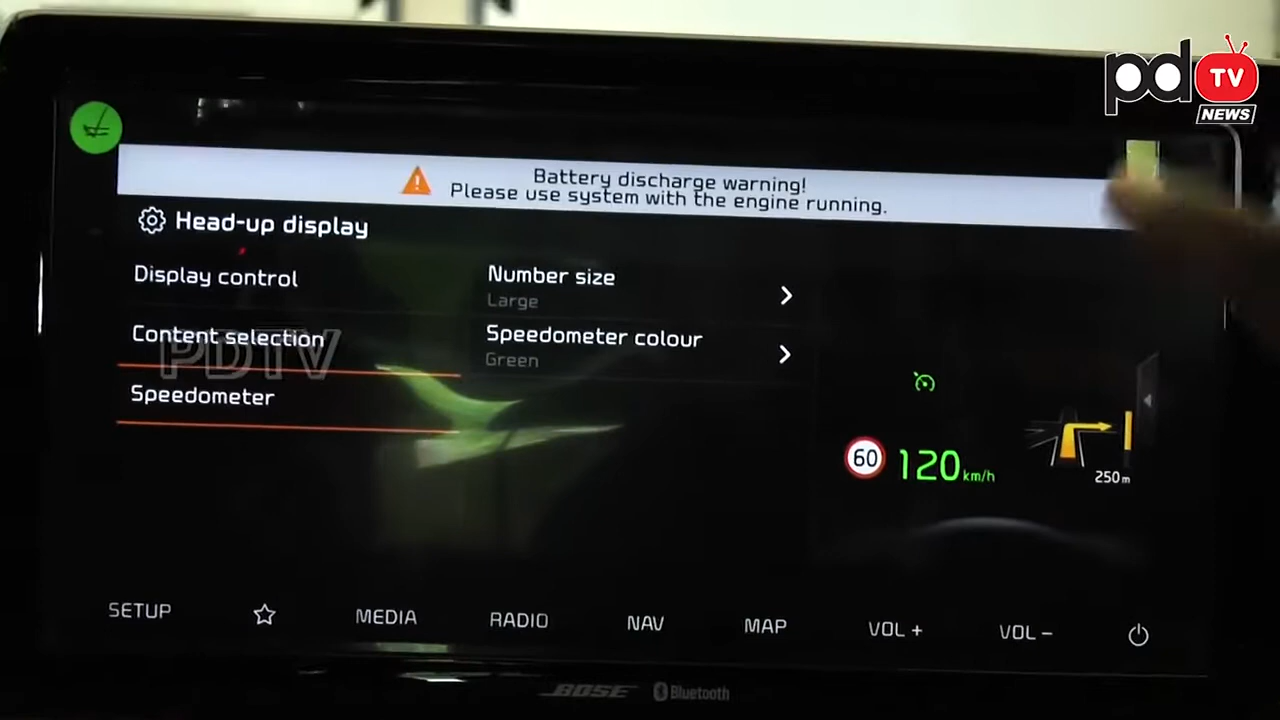 pd TV
NEWS
Battery discharge warning!
Please use system with the engine running.
Head-up display
Display control
Number size
Large
Content selection
PDTV
Speedometer colour
Green
Speedometer
60
120 km/h
250 m
SETUP
MEDIA
RADIO
NAV
MAP
VOL +
VOL −
BOSE
Bluetooth